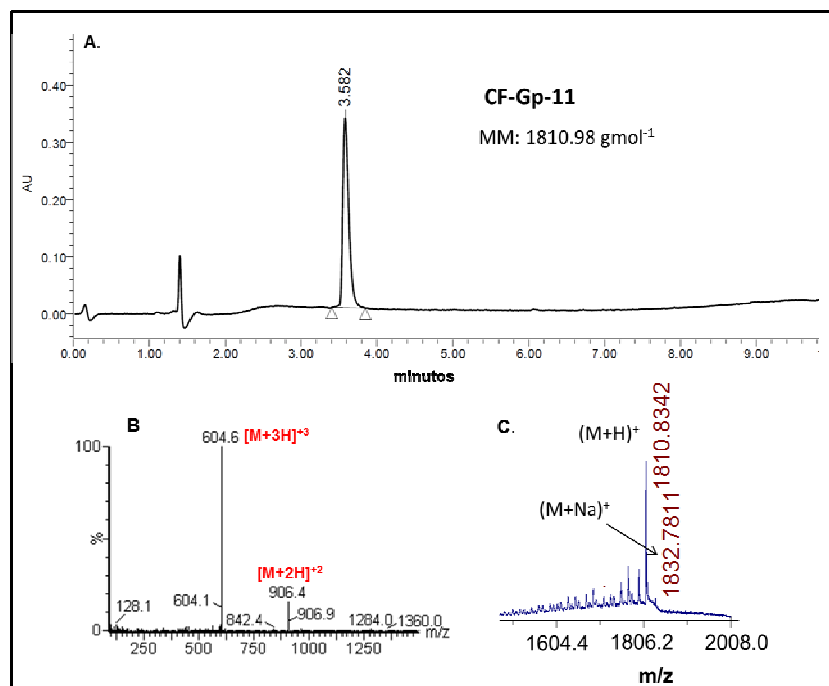 A.
3.582
CF-Gp-11
MM: 1810.98 gmol-1
AU
0.40
0.30
0.20
0.10
0.00
0.00 1.00 2.00 3.00 4.00 5.00 6.00 7.00 8.00 9.00
minutos
B
604.6 [M+3H]+3
100
%
[M+2H]+2
906.4
604.1
906.9
128.1
842.4
1284.0 1360.0
0
m/z
250 500 750 1000 1250
C.
(M+H)+
1810.8342
(M+Na)+
1832.7811
1604.4 1806.2 2008.0
m/z